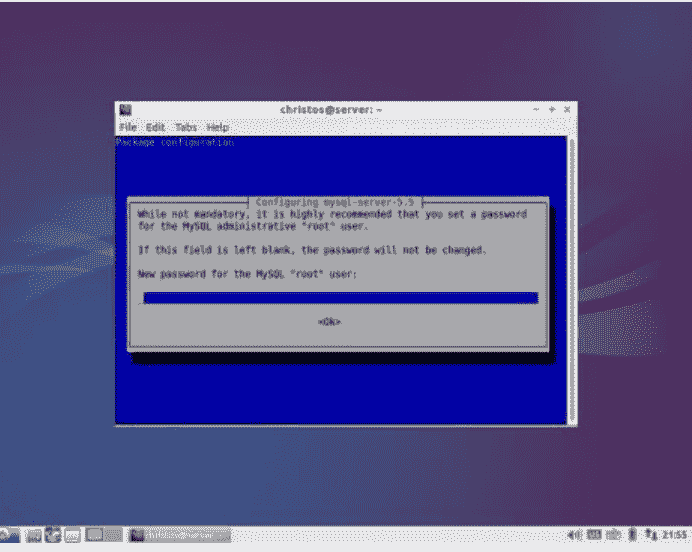 christos@server: ~
File Edit Tabs Help
Package configuration
Configuring mysql-server-5.5
While not mandatory, it is highly recommended that you set a password
for the MySQL administrative "root" user.
If this field is left blank, the password will not be changed.
New password for the MySQL "root" user:
<Ok>
christos@server: ~
21:55